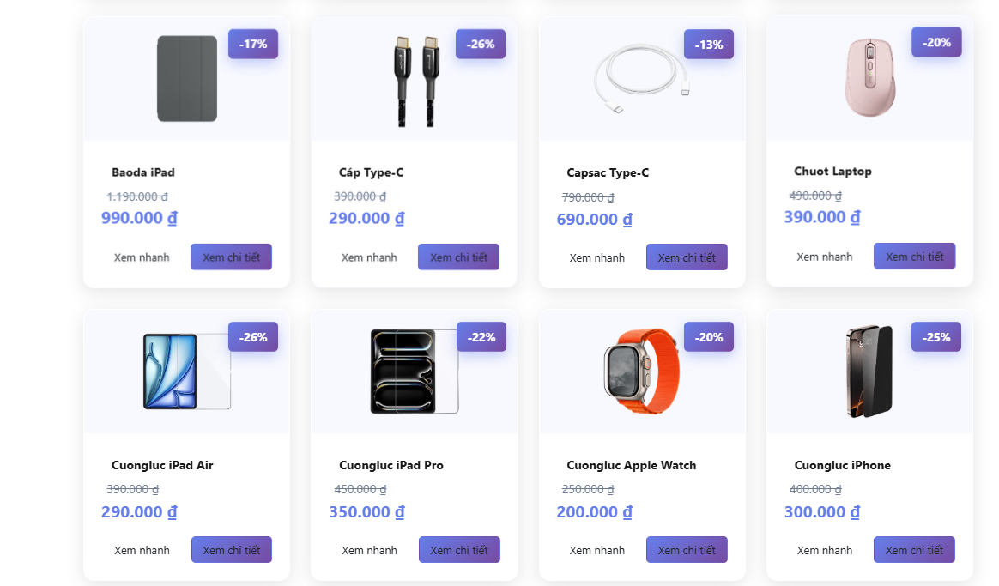 -17%
-26%
-13%
-20%
Baoda iPad
Cáp Type-C
Capsac Type-C
Chuot Laptop
1.190.000 ₫
390.000 ₫
790.000 ₫
490.000 ₫
990.000 ₫
290.000 ₫
690.000 ₫
390.000 ₫
Xem nhanh
Xem chi tiết
Xem nhanh
Xem chi tiết
Xem nhanh
Xem chi tiết
Xem nhanh
Xem chi tiết
-26%
-22%
-20%
-25%
Cuongluc iPad Air
Cuongluc iPad Pro
Cuongluc Apple Watch
Cuongluc iPhone
390.000 ₫
450.000 ₫
250.000 ₫
400.000 ₫
290.000 ₫
350.000 ₫
200.000 ₫
300.000 ₫
Xem nhanh
Xem chi tiết
Xem nhanh
Xem chi tiết
Xem nhanh
Xem chi tiết
Xem nhanh
Xem chi tiết